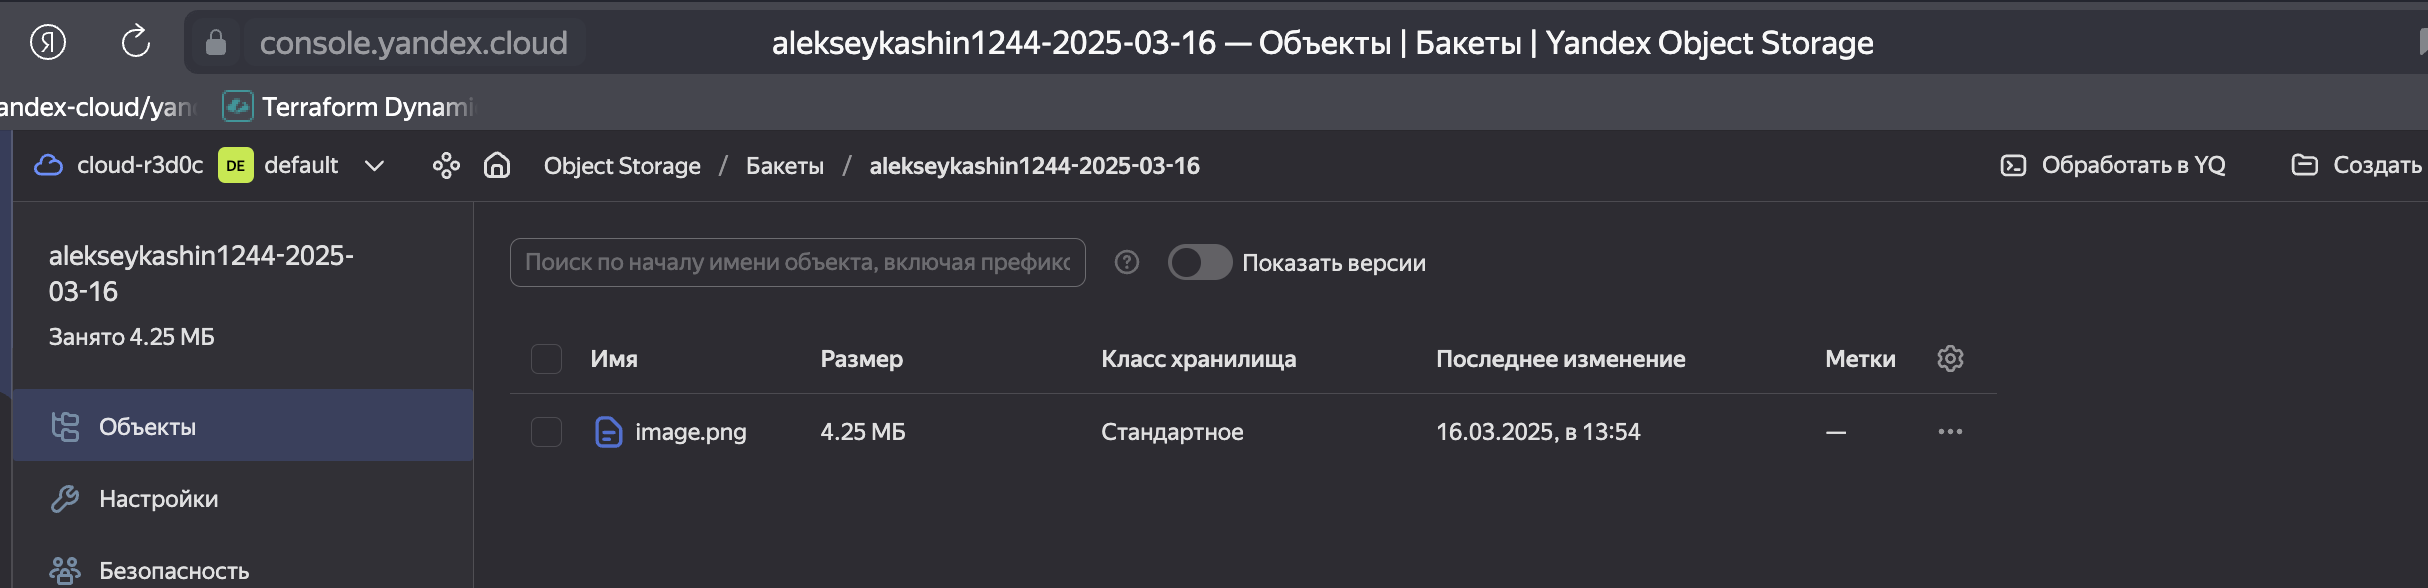 Я console.yandex.cloud alekseykashin1244-2025-03-16 — Объекты | Бакеты | Yandex Object Storage
andex-cloud/yan Terraform Dynami
cloud-r3d0c DE default Object Storage / Бакеты / alekseykashin1244-2025-03-16 Обработать в YQ Создать
alekseykashin1244-2025-
03-16
Занято 4.25 МБ
Объекты
Настройки
Безопасность
Поиск по началу имени объекта, включая префикс ? Показать версии
Имя Размер Класс хранилища Последнее изменение Метки
image.png 4.25 МБ Стандартное 16.03.2025, в 13:54 —